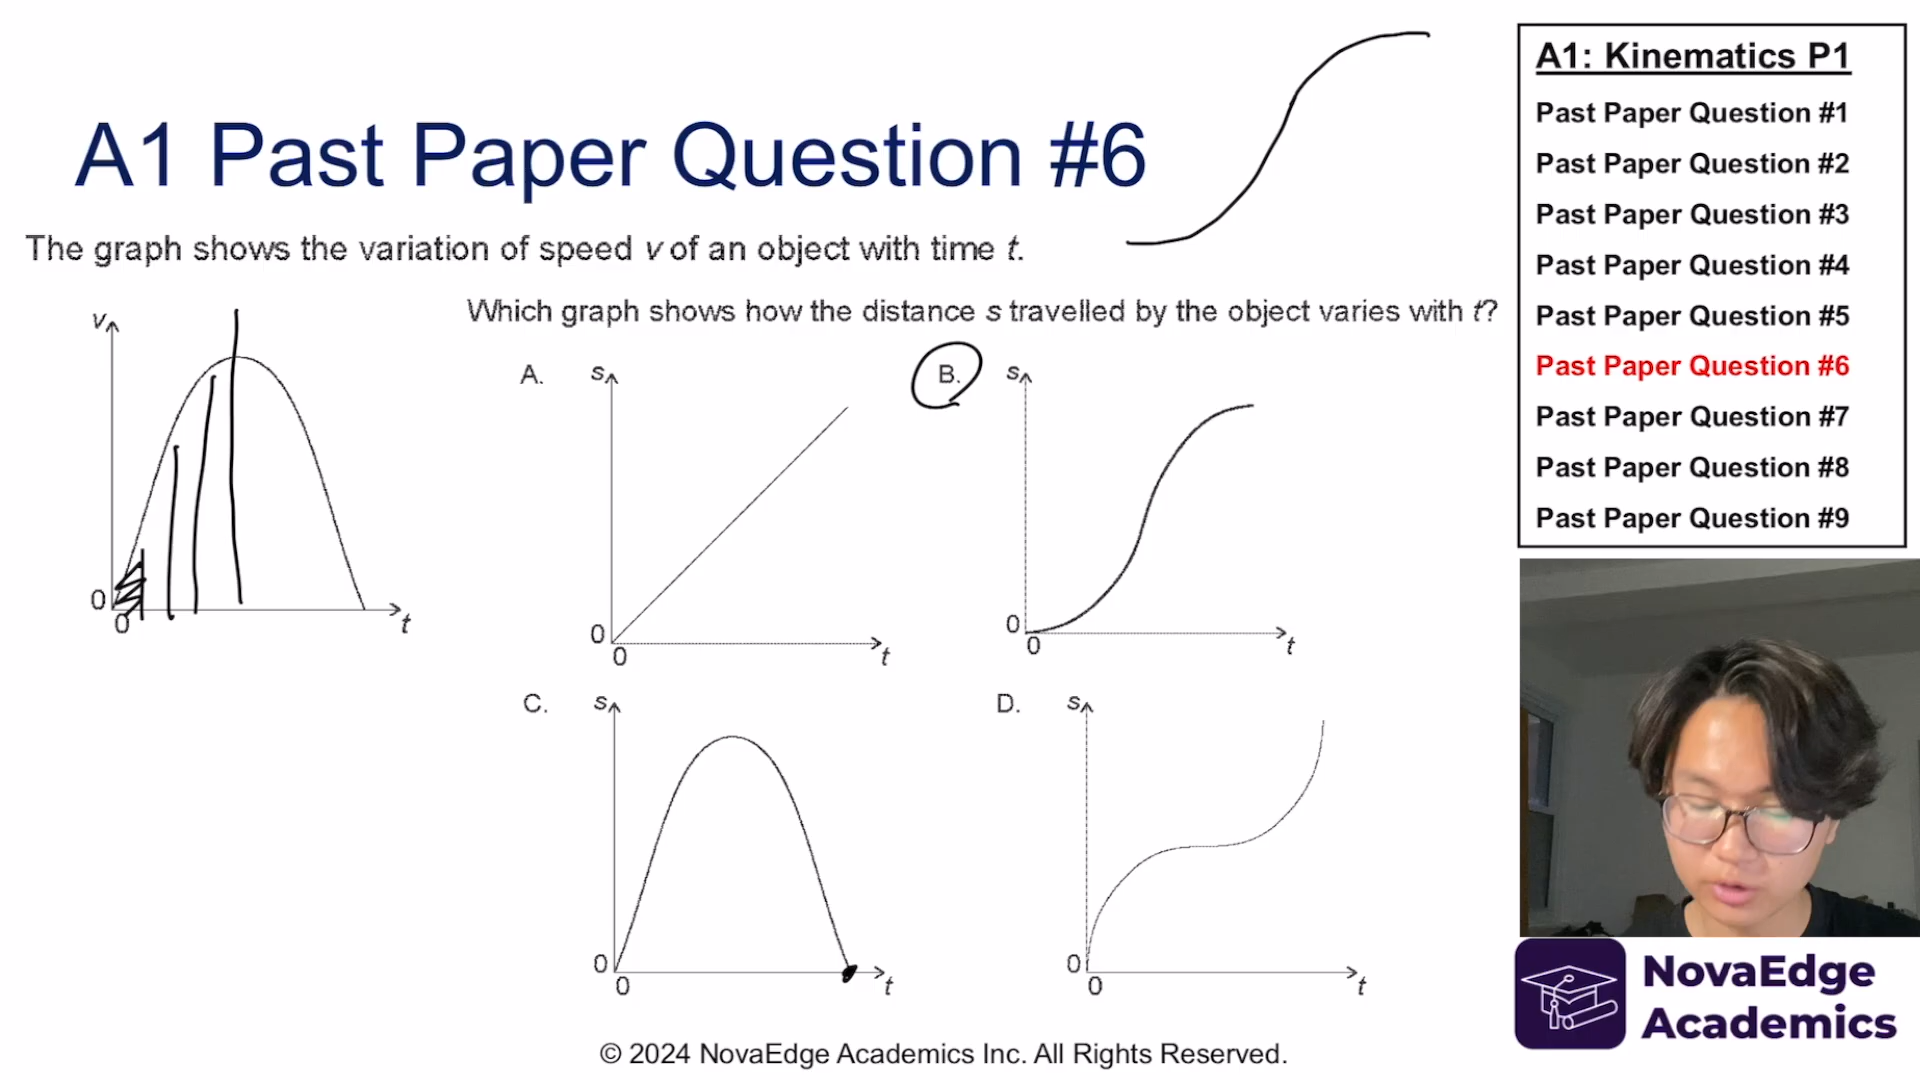 A1 Past Paper Question #6
The graph shows the variation of speed v of an object with time t.
v
0
0
t
Which graph shows how the distance s travelled by the object varies with t?
A.
s
0
0
t
B.
s
0
0
t
C.
s
0
0
t
D.
s
0
0
t
© 2024 NovaEdge Academics Inc. All Rights Reserved.
A1: Kinematics P1
Past Paper Question #1
Past Paper Question #2
Past Paper Question #3
Past Paper Question #4
Past Paper Question #5
Past Paper Question #6
Past Paper Question #7
Past Paper Question #8
Past Paper Question #9
NovaEdge
Academics